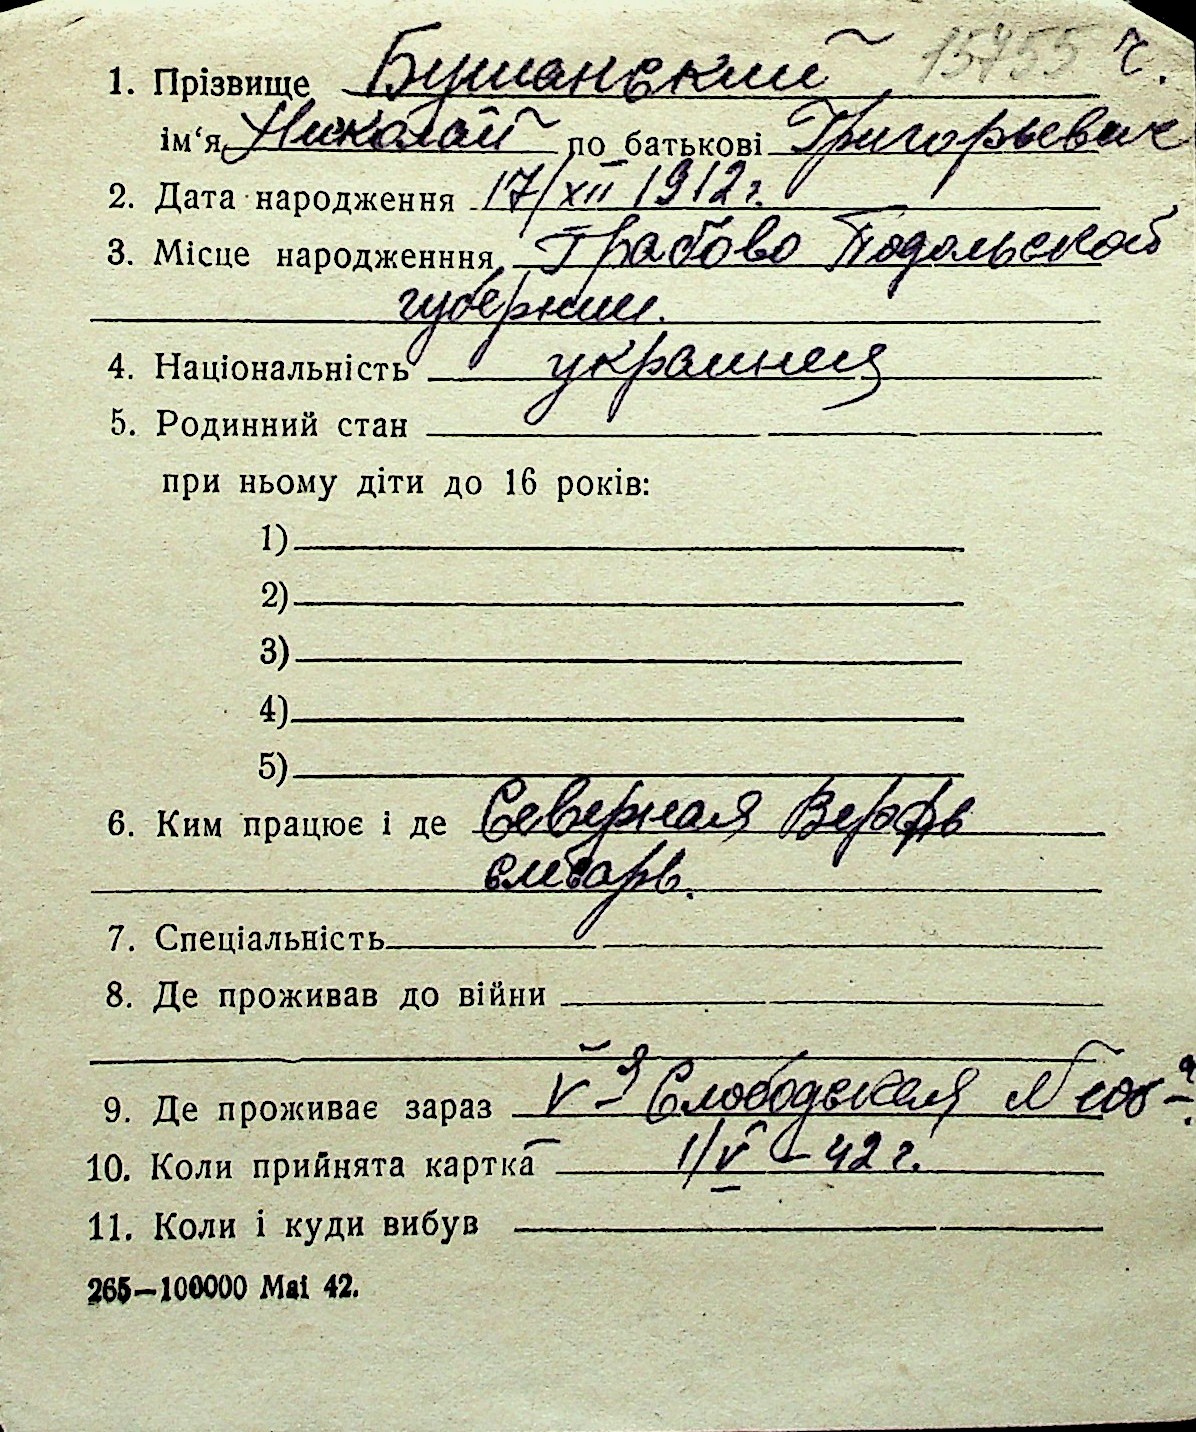 15755 г.
1. Прізвище Бушанский
ім‘я Николай по батькові Григорьевич
2. Дата народження 17/XII 1912 г.
3. Місце народженння Грабово Подольской
губернии.
4. Національність украинец
5. Родинний стан
при ньому діти до 16 років:
1)
2)
3)
4)
5)
6. Ким працює і де Северная Верфь
слесарь.
7. Спеціальність
8. Де проживав до війни
9. Де проживає зараз V-я Слободская №
10. Коли прийнята картка 1/V – 42 г.
11. Коли і куди вибув
265—100000 Mai 42.